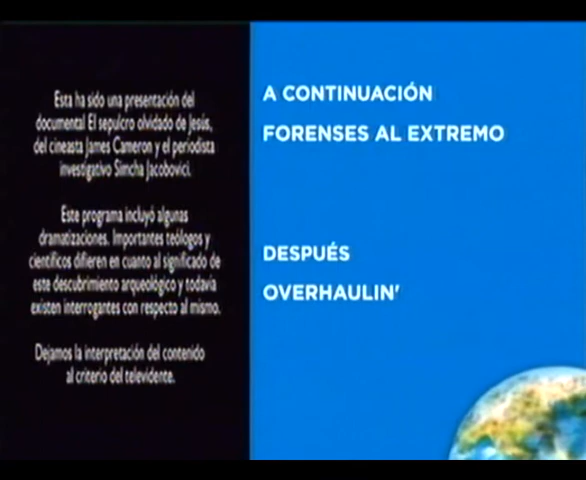 Esta ha sido una presentación del
documental El sepulcro olvidado de Jesús,
del cineasta James Cameron y el periodista
investigativo Simcha Jacobovici.
Este programa incluyó algunas
dramatizaciones. Importantes teólogos y
científicos difieren en cuanto al significado de
este descubrimiento arqueológico y todavía
existen interrogantes con respecto al mismo.
Dejamos la interpretación del contenido
al criterio del televidente.
A CONTINUACIÓN
FORENSES AL EXTREMO
DESPUÉS
OVERHAULIN'